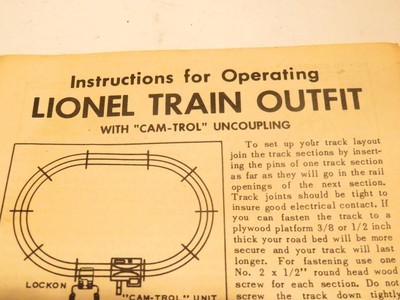 Instructions for Operating
LIONEL TRAIN OUTFIT
WITH "CAM-TROL" UNCOUPLING
To set up your track layout
join the track sections by insert-
ing the pins of one track section
as far as they will go in the rail
openings of the next section.
Track joints should be tight to
insure good electrical contact. If
you can fasten the track to a
plywood platform 3/8 or 1/2 inch
thick your road bed will be more
secure and your track will last
longer. For fastening use one
No. 2 x 1/2" round head wood
screw for each section. Do not
screw the track down tightly
LOCKON
"CAM-TROL" UNIT